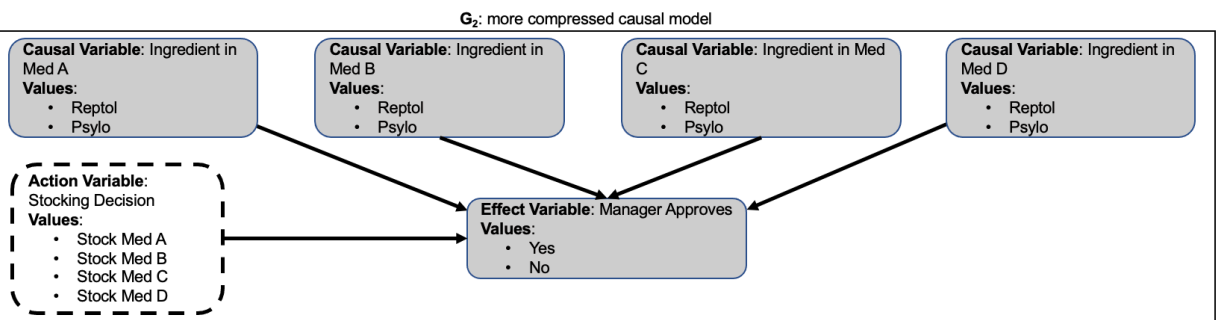 G₂: more compressed causal model
Causal Variable: Ingredient in
Med A
Values:
• Reptol
• Psylo
Causal Variable: Ingredient in
Med B
Values:
• Reptol
• Psylo
Causal Variable: Ingredient in Med
C
Values:
• Reptol
• Psylo
Causal Variable: Ingredient in
Med D
Values:
• Reptol
• Psylo
Action Variable:
Stocking Decision
Values:
• Stock Med A
• Stock Med B
• Stock Med C
• Stock Med D
Effect Variable: Manager Approves
Values:
• Yes
• No